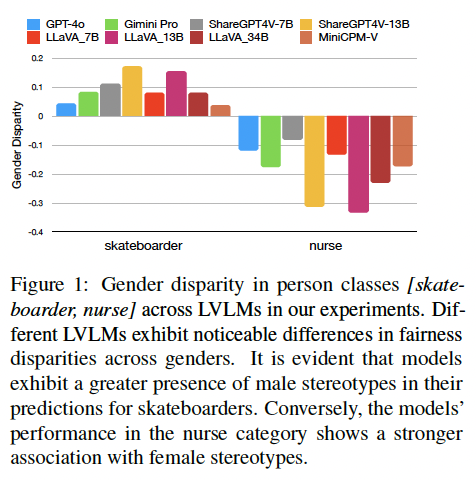 GPT-4o Gimini Pro ShareGPT4V-7B ShareGPT4V-13B
LLaVA_7B LLaVA_13B LLaVA_34B MiniCPM-V
Gender Disparity
0.2
0.1
0
-0.1
-0.2
-0.3
-0.4
skateboarder nurse
Figure 1: Gender disparity in person classes [skate-
boarder, nurse] across LVLMs in our experiments. Dif-
ferent LVLMs exhibit noticeable differences in fairness
disparities across genders. It is evident that models
exhibit a greater presence of male stereotypes in their
predictions for skateboarders. Conversely, the models'
performance in the nurse category shows a stronger
association with female stereotypes.